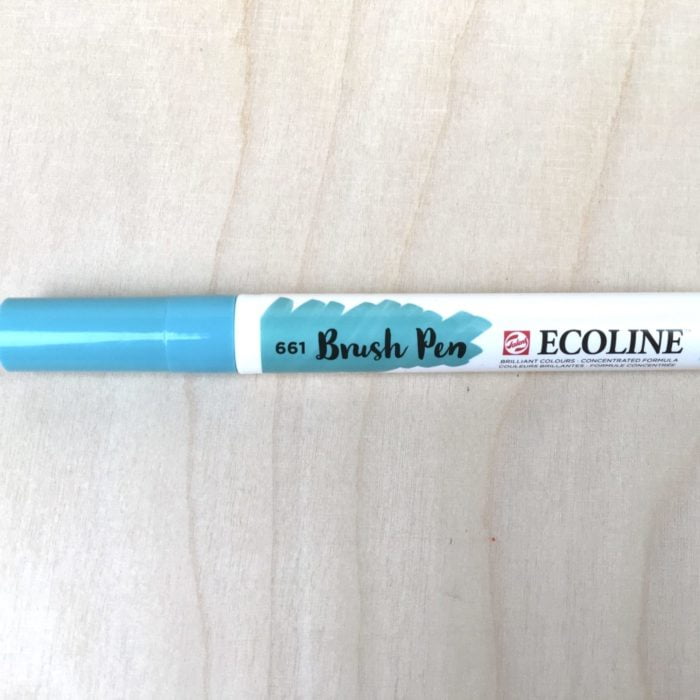 661 Brush Pen
ECOLINE
BRILLIANT COLOURS · CONCENTRATED FORMULA
COULEURS BRILLANTES · FORMULE CONCENTRÉE